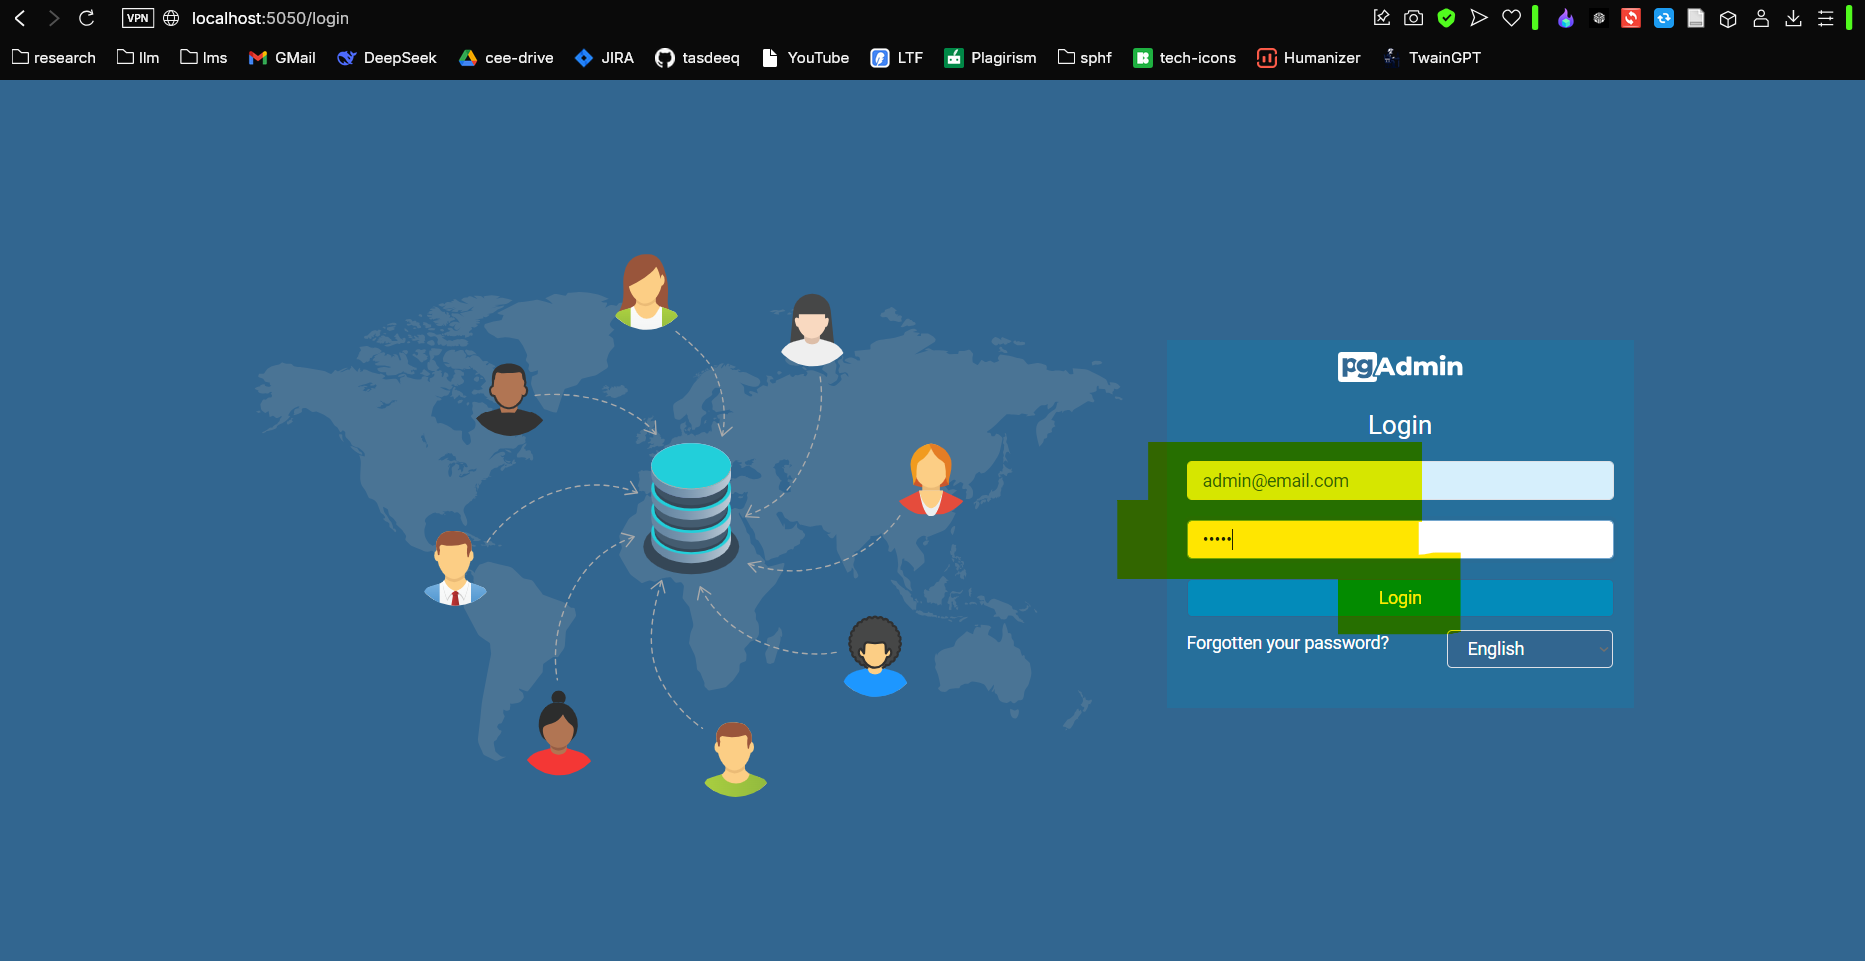 VPN localhost:5050/login
research llm lms GMail DeepSeek cee-drive JIRA tasdeeq YouTube LTF Plagirism sphf tech-icons Humanizer TwainGPT
pgAdmin
Login
admin@email.com
•••••
Login
Forgotten your password? English